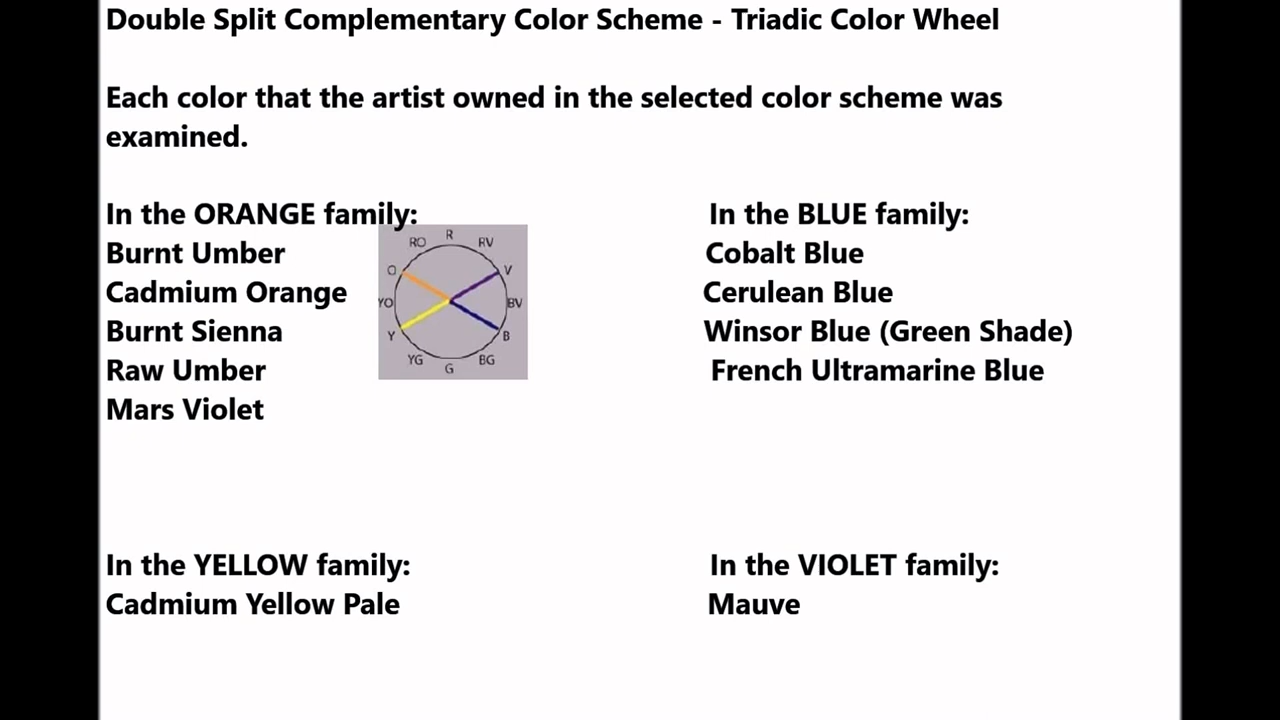 Double Split Complementary Color Scheme - Triadic Color Wheel
Each color that the artist owned in the selected color scheme was
examined.
In the ORANGE family:
Burnt Umber
Cadmium Orange
Burnt Sienna
Raw Umber
Mars Violet
R
RO
RV
O
V
YO
BV
Y
B
YG
BG
G
In the BLUE family:
Cobalt Blue
Cerulean Blue
Winsor Blue (Green Shade)
French Ultramarine Blue
In the YELLOW family:
Cadmium Yellow Pale
In the VIOLET family:
Mauve